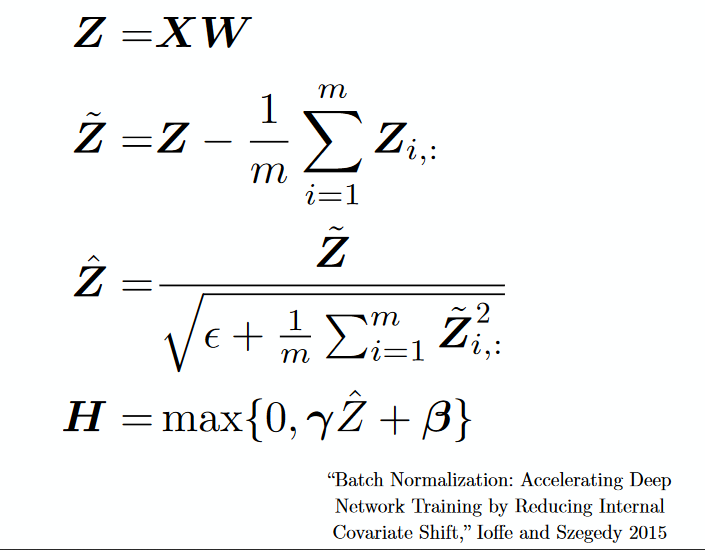 Z =XW
Z̃ =Z − 1/m ∑_{i=1}^{m} Z_{i,:}
Ẑ = Z̃ / √(ϵ + 1/m ∑_{i=1}^{m} Z̃²_{i,:})
H = max{0, γẐ + β}
“Batch Normalization: Accelerating Deep
Network Training by Reducing Internal
Covariate Shift,” Ioffe and Szegedy 2015